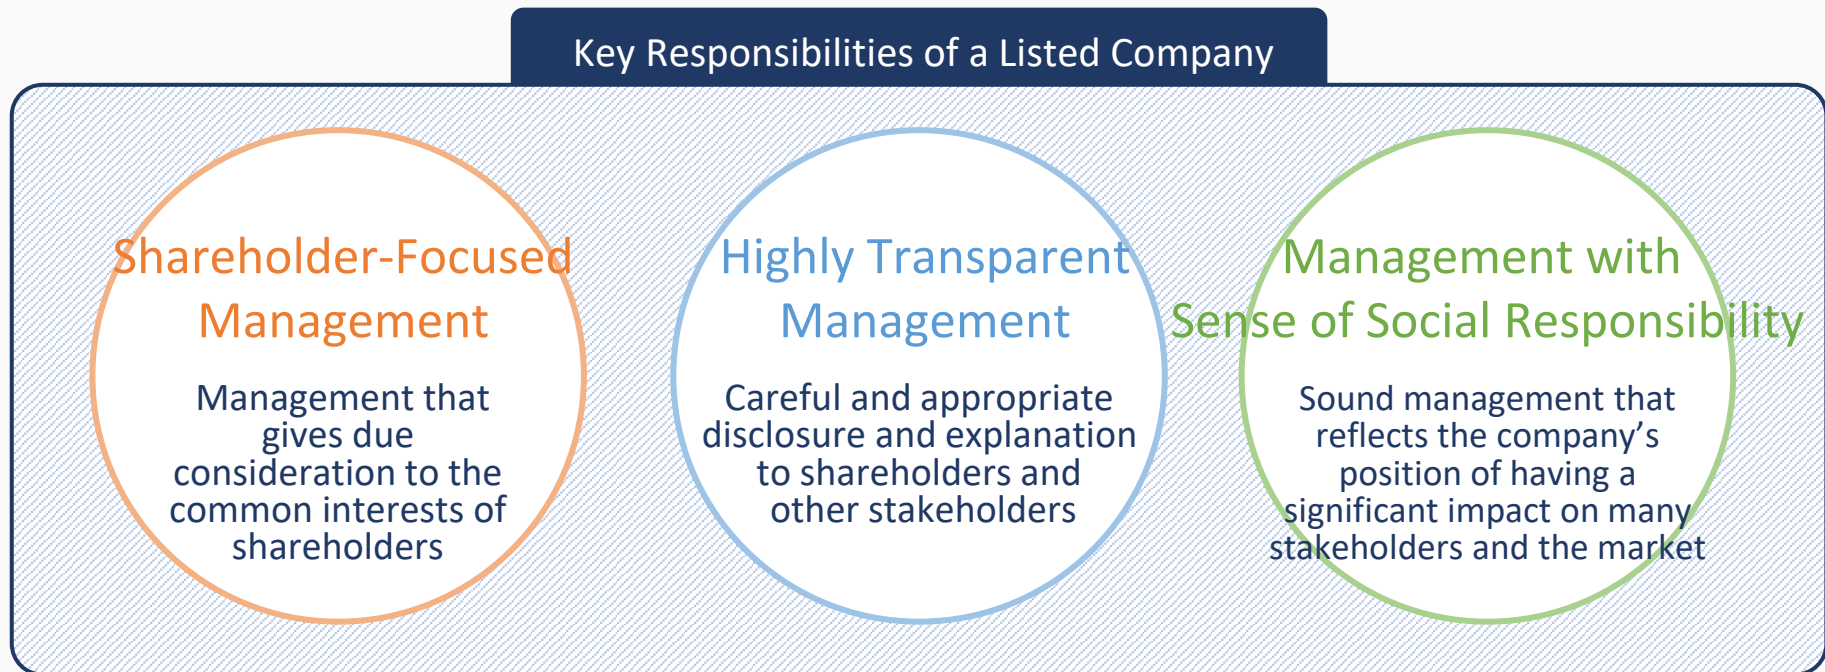 Key Responsibilities of a Listed Company
Shareholder-Focused
Management
Management that
gives due
consideration to the
common interests of
shareholders
Highly Transparent
Management
Careful and appropriate
disclosure and explanation
to shareholders and
other stakeholders
Management with
Sense of Social Responsibility
Sound management that
reflects the company’s
position of having a
significant impact on many
stakeholders and the market